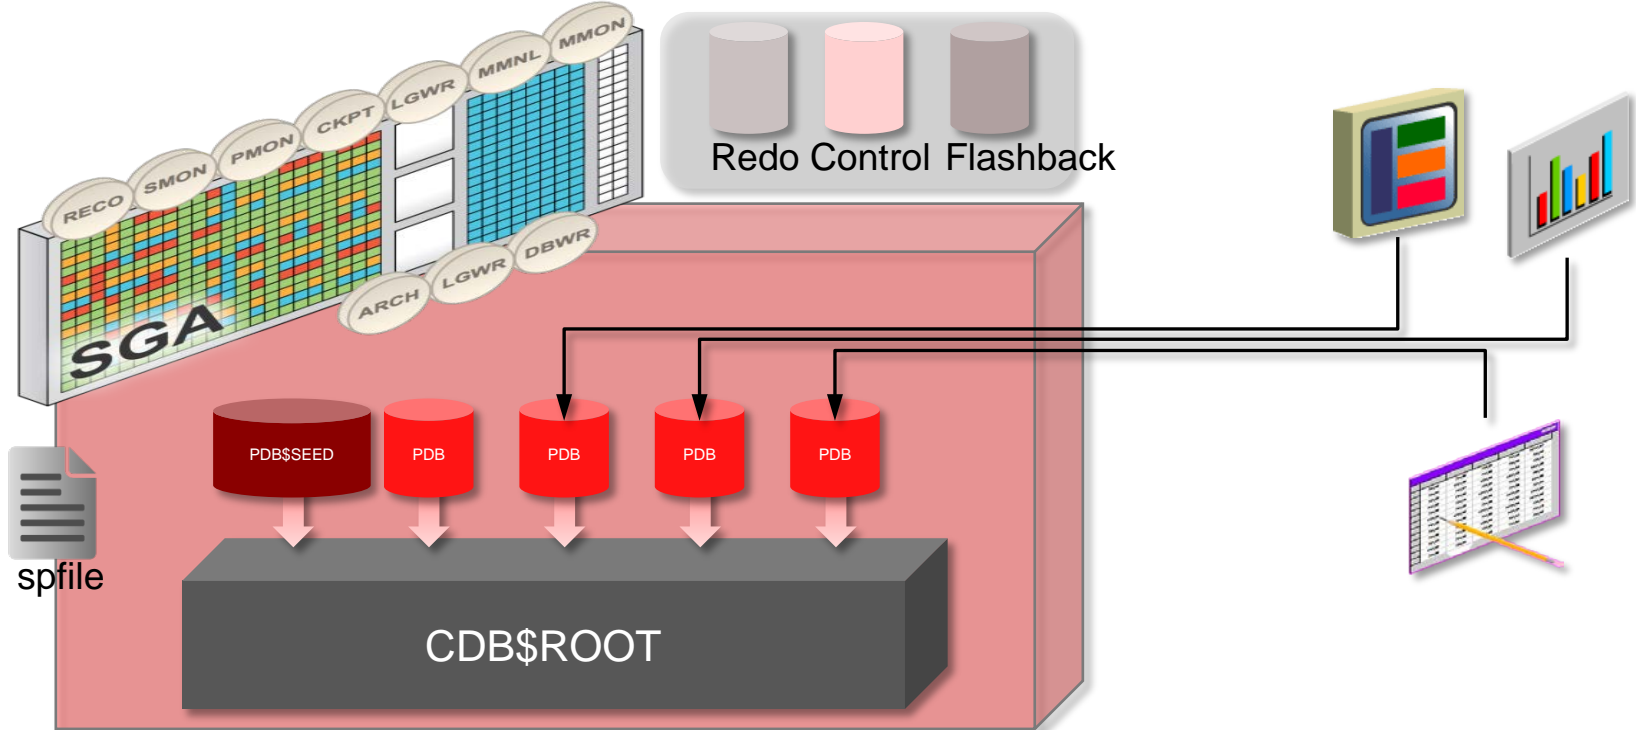 MMON
MMNL
LGWR
CKPT
PMON
SMON
RECO
DBWR
LGWR
ARCH
SGA
Redo Control Flashback
PDB$SEED PDB PDB PDB PDB
spfile
CDB$ROOT